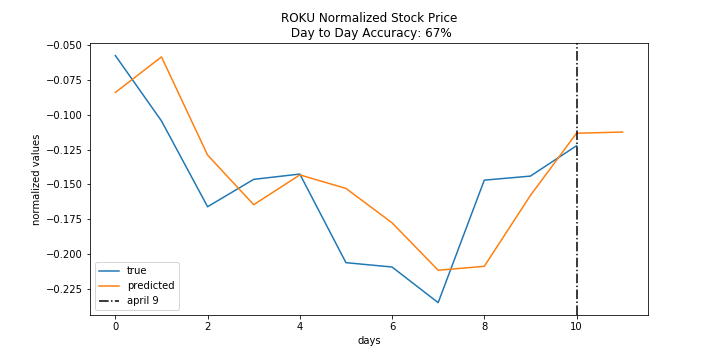 ROKU Normalized Stock Price
Day to Day Accuracy: 67%
−0.050
−0.075
−0.100
−0.125
−0.150
−0.175
−0.200
−0.225
normalized values
true
predicted
april 9
0 2 4 6 8 10
days